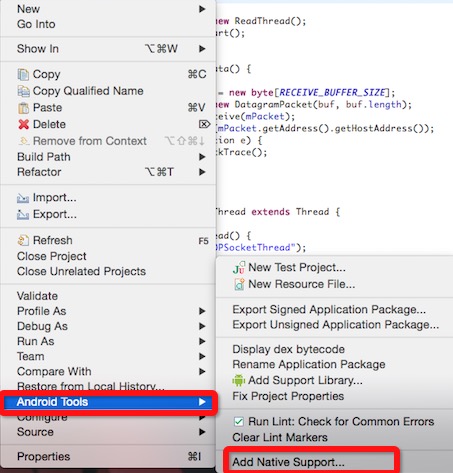 New
Go Into
Show In ⌥⌘W
Copy ⌘C
Copy Qualified Name
Paste ⌘V
Delete ⌦
Remove from Context ⌥⇧⌘↓
Build Path
Refactor ⌥⌘T
Import...
Export...
Refresh F5
Close Project
Close Unrelated Projects
Validate
Profile As
Debug As
Run As
Team
Compare With
Restore from Local History...
Android Tools
Configure
Source
Properties ⌘I
new ReadThread();
art();
ata() {
= new byte[RECEIVE_BUFFER_SIZE];
new DatagramPacket(buf, buf.length);
ceive(mPacket);
mPacket.getAddress().getHostAddress());
tion e) {
ckTrace();
Thread extends Thread {
ead() {
DPSocketThread");
New Test Project...
New Resource File...
Export Signed Application Package...
Export Unsigned Application Package...
Display dex bytecode
Rename Application Package
Add Support Library...
Fix Project Properties
Run Lint: Check for Common Errors
Clear Lint Markers
Add Native Support...